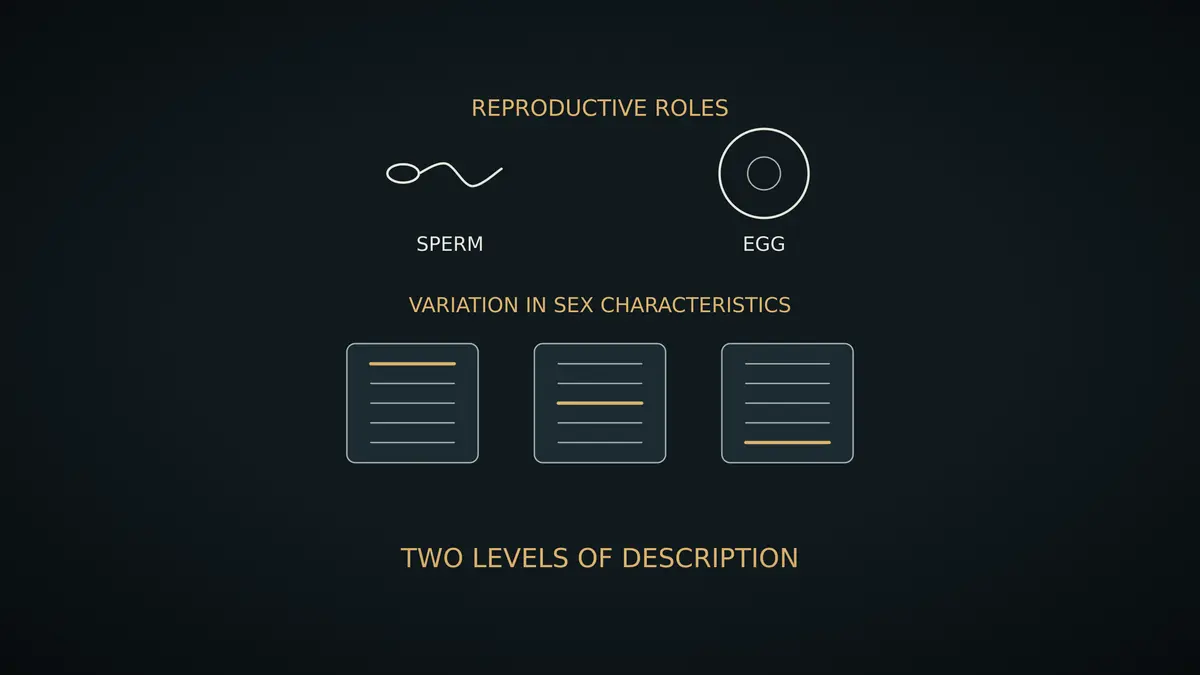 REPRODUCTIVE ROLES
SPERM
EGG
VARIATION IN SEX CHARACTERISTICS
TWO LEVELS OF DESCRIPTION